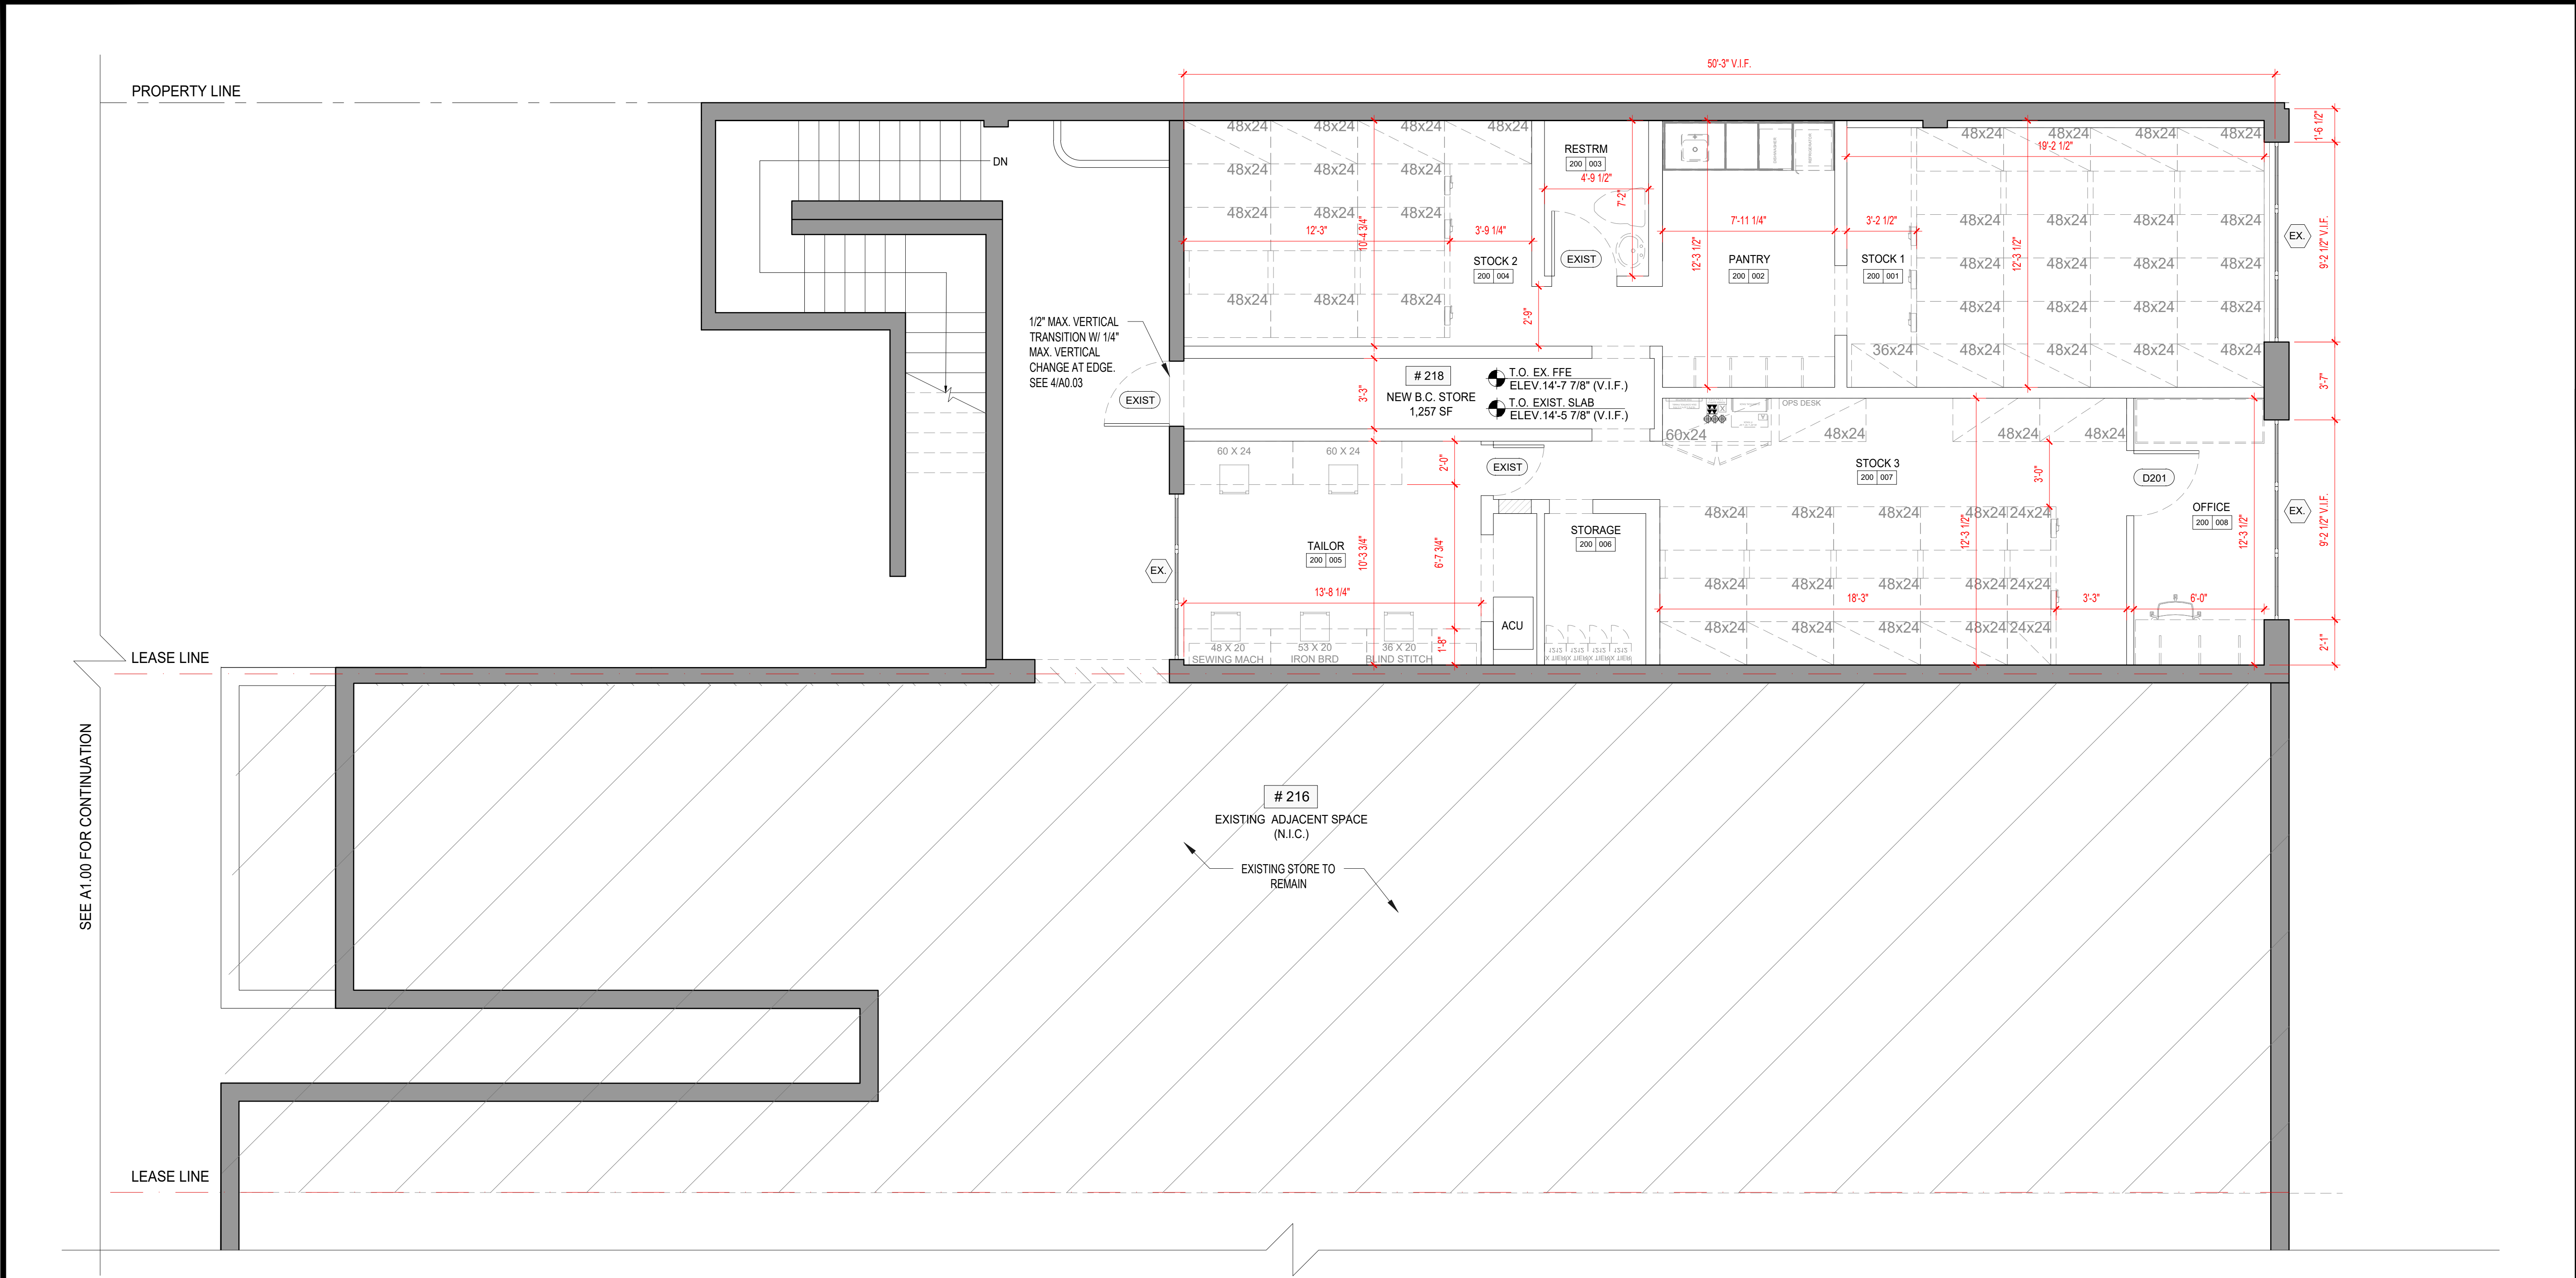 50'-3" V.I.F.
PROPERTY LINE
1'-6 1/2"
48x24 48x24 48x24 48x24
48x24 48x24 48x24 48x24
DN
RESTRM
200 003
4'-9 1/2"
7'-2"
19'-2 1/2"
48x24 48x24 48x24
48x24 48x24 48x24
12'-3"
10'-4 3/4"
3'-9 1/4"
STOCK 2
200 004
EXIST
DISHWASHER
REFRIGERATOR
7'-11 1/4"
12'-3 1/2"
PANTRY
200 002
3'-2 1/2"
STOCK 1
200 001
12'-3 1/2"
48x24 48x24 48x24 48x24
48x24 48x24 48x24 48x24
48x24 48x24 48x24 48x24
36x24 48x24 48x24 48x24 48x24
EX.
9'-2 1/2" V.I.F.
48x24 48x24 48x24
2'-9"
1/2" MAX. VERTICAL
TRANSITION W/ 1/4"
MAX. VERTICAL
CHANGE AT EDGE.
SEE 4/A0.03
EXIST
3'-3"
# 218
NEW B.C. STORE
1,257 SF
T.O. EX. FFE
ELEV.14'-7 7/8" (V.I.F.)
T.O. EXIST. SLAB
ELEV.14'-5 7/8" (V.I.F.)
3'-7"
OPS DESK
60x24 48x24 48x24 48x24
60 X 24 60 X 24
2'-0"
EXIST
STOCK 3
200 007
3'-0"
D201
OFFICE
200 008
EX.
9'-2 1/2" V.I.F.
48x24 48x24 48x24 48x24 24x24
12'-3 1/2"
12'-3 1/2"
STORAGE
200 006
TAILOR
200 005
10'-3 3/4"
6'-7 3/4"
EX.
48x24 48x24 48x24 48x24 24x24
13'-8 1/4"
18'-3"
3'-3"
6'-0"
ACU
48x24 48x24 48x24 48x24 24x24
1'-8"
2'-1"
48 X 20
SEWING MACH
53 X 20
IRON BRD
36 X 20
BLIND STITCH
1212 1212 1212 1212
X TIER X TIER X TIER X TIER
LEASE LINE
SEE A1.00 FOR CONTINUATION
# 216
EXISTING ADJACENT SPACE
(N.I.C.)
EXISTING STORE TO
REMAIN
LEASE LINE